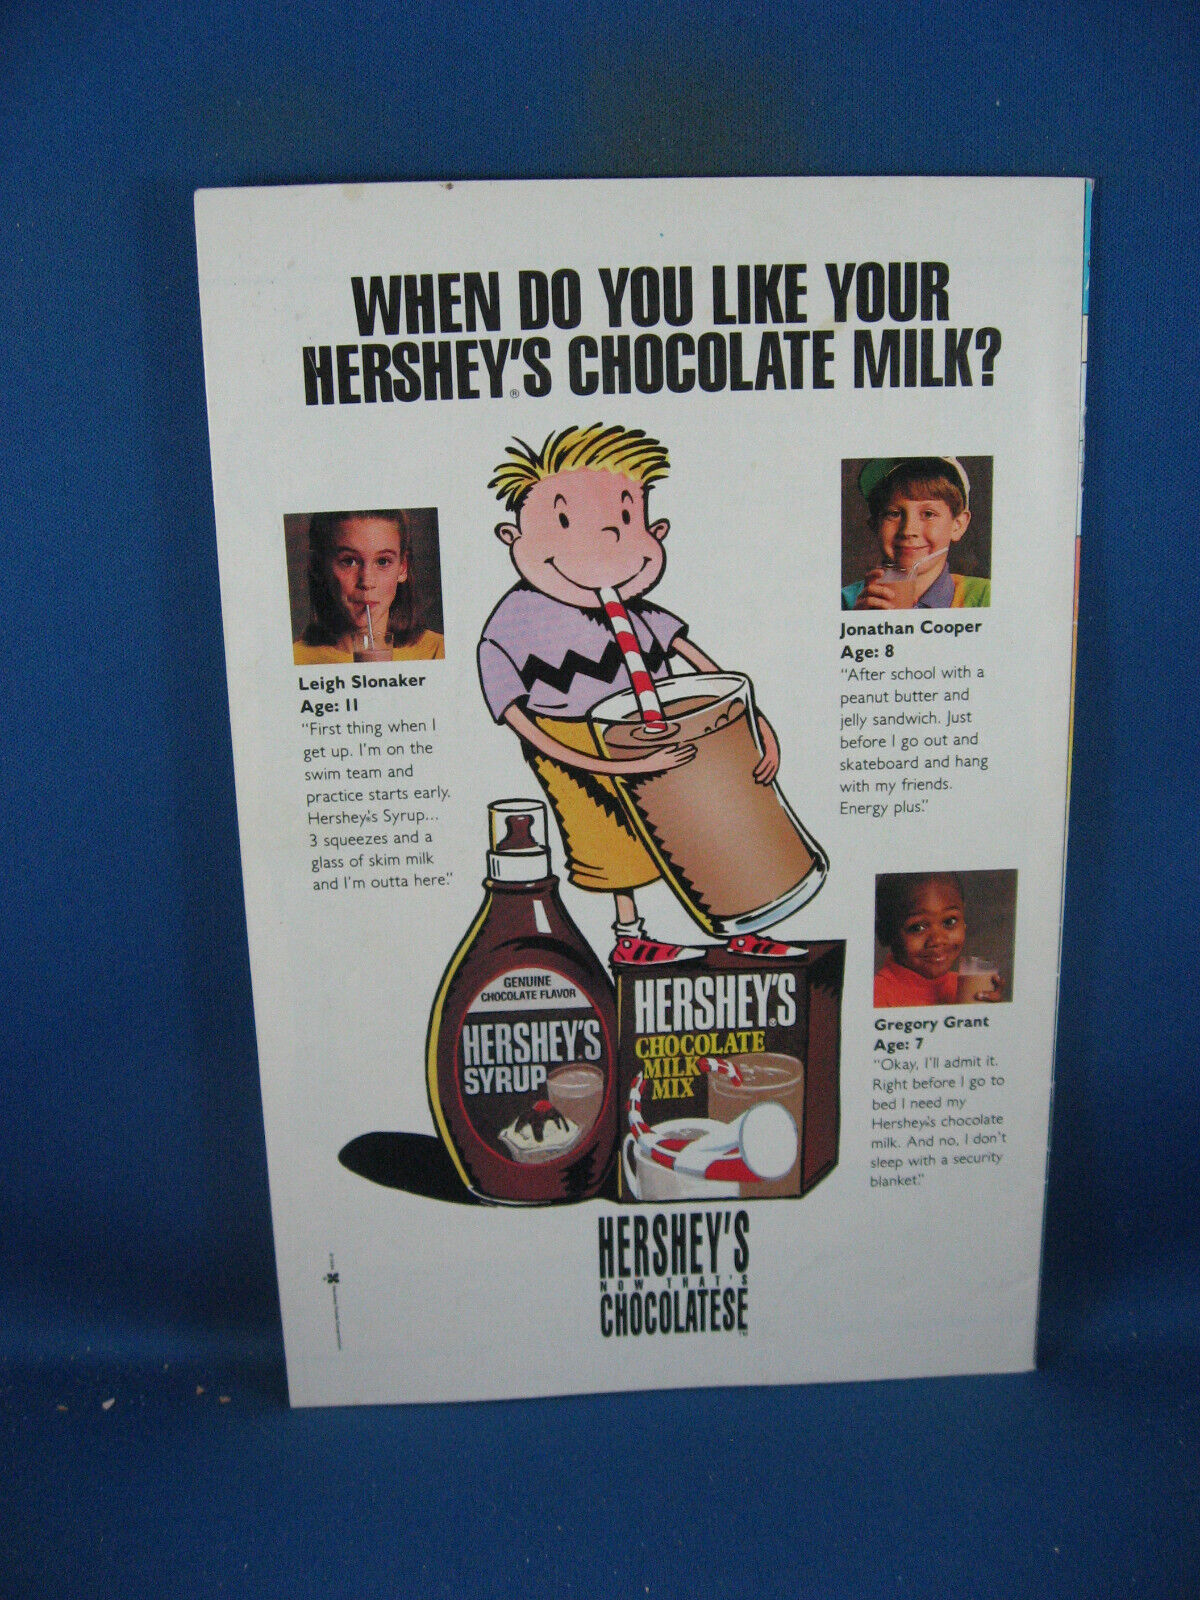 WHEN DO YOU LIKE YOUR
HERSHEY'S® CHOCOLATE MILK?
Leigh Slonaker
Age: 11
"First thing when I
get up. I'm on the
swim team and
practice starts early.
Hershey's Syrup...
3 squeezes and a
glass of skim milk
and I'm outta here."
Jonathan Cooper
Age: 8
"After school with a
peanut butter and
jelly sandwich. Just
before I go out and
skateboard and hang
with my friends.
Energy plus."
Gregory Grant
Age: 7
"Okay, I'll admit it.
Right before I go to
bed I need my
Hershey's chocolate
milk. And no, I don't
sleep with a security
blanket."
GENUINE
CHOCOLATE FLAVOR
HERSHEY'S
SYRUP
HERSHEY'S®
CHOCOLATE
MILK
MIX
HERSHEY'S
NOW THAT'S
CHOCOLATESE™